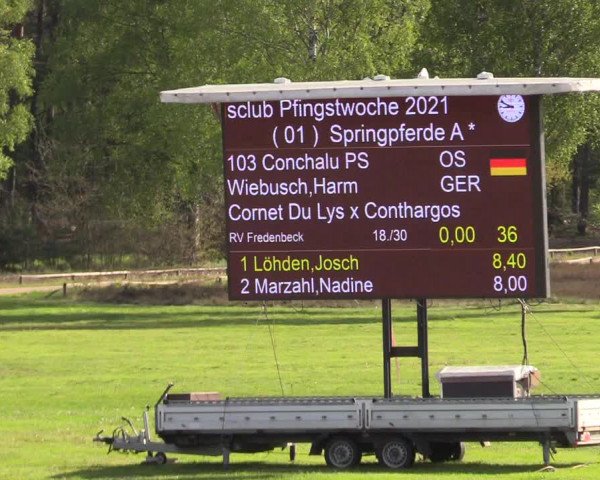 sclub Pfingstwoche 2021
( 01 ) Springpferde A *
103 Conchalu PS OS
Wiebusch,Harm GER
Cornet Du Lys x Conthargos
RV Fredenbeck 18./30 0,00 36
1 Löhden,Josch 8,40
2 Marzahl,Nadine 8,00